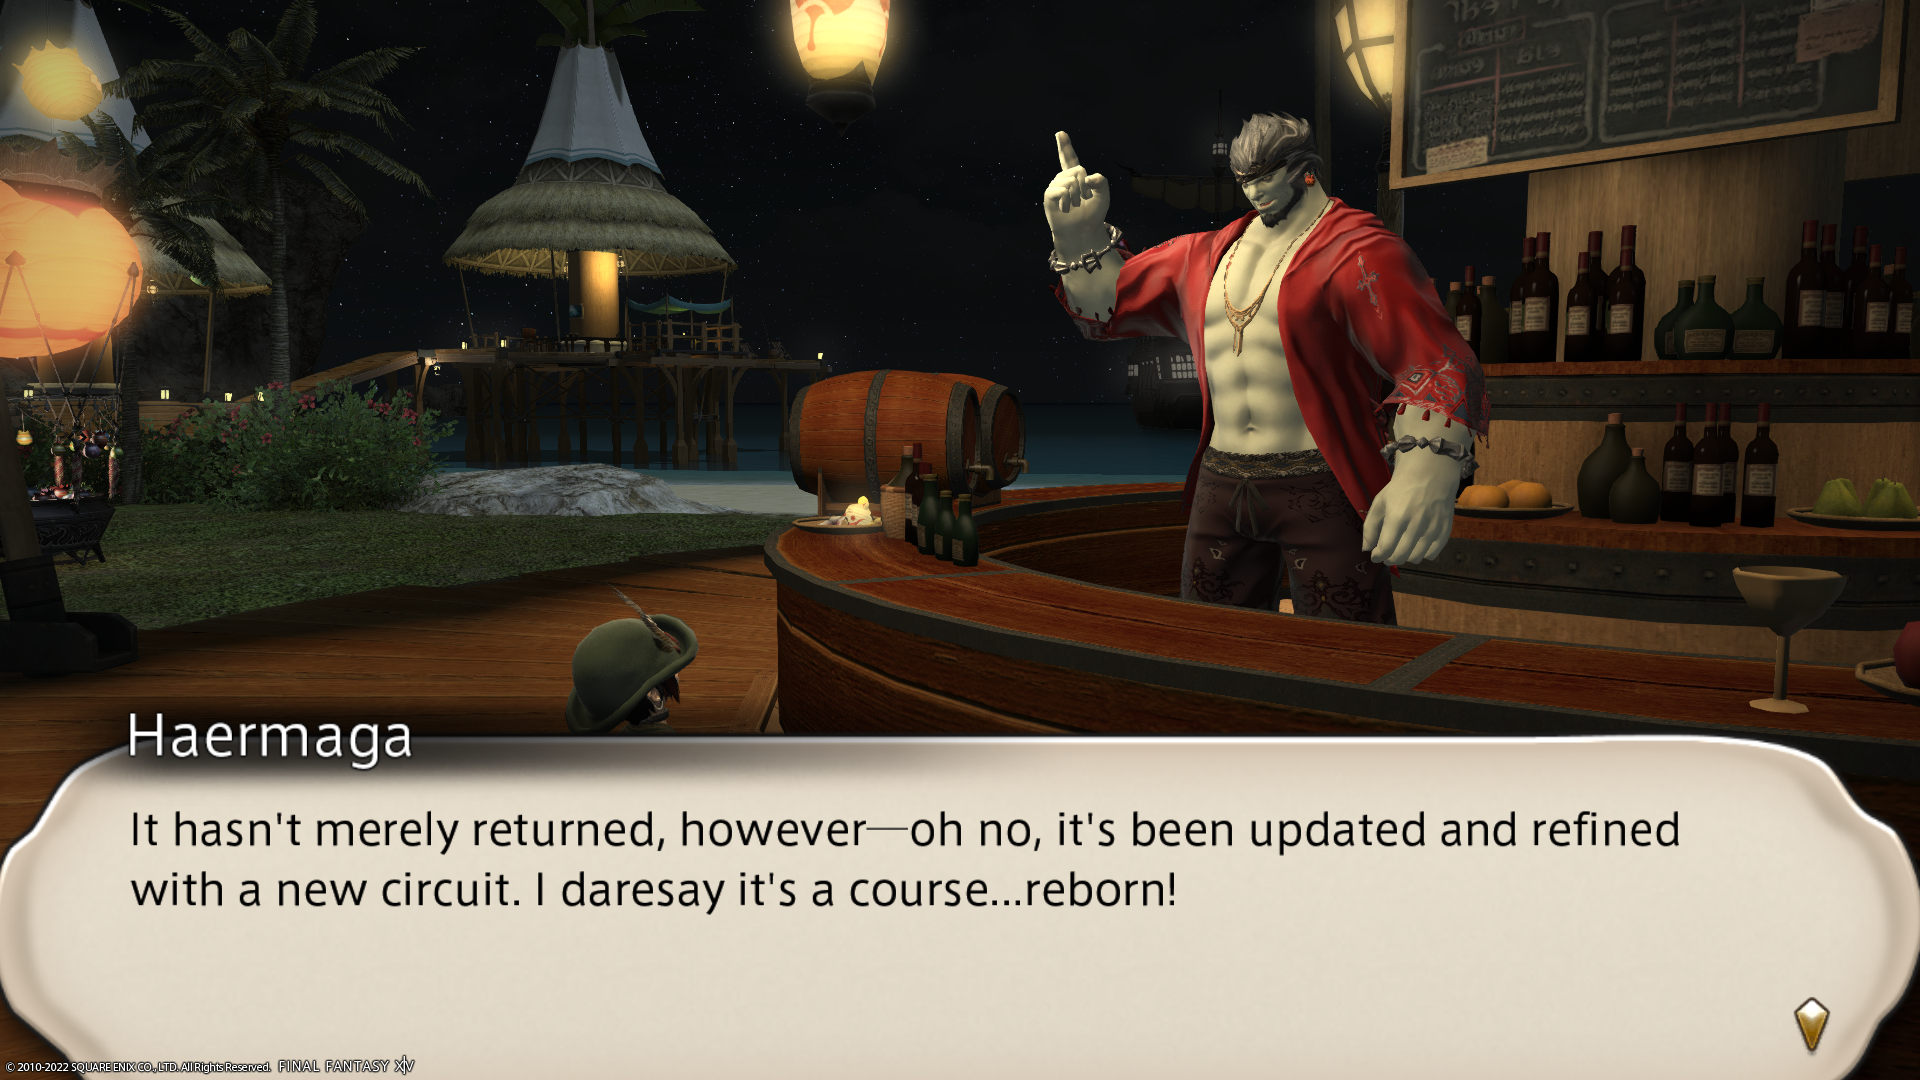 Haermaga
It hasn't merely returned, however—oh no, it's been updated and refined
with a new circuit. I daresay it's a course...reborn!
© 2010-2022 SQUARE ENIX CO., LTD. All Rights Reserved. FINAL FANTASY XIV